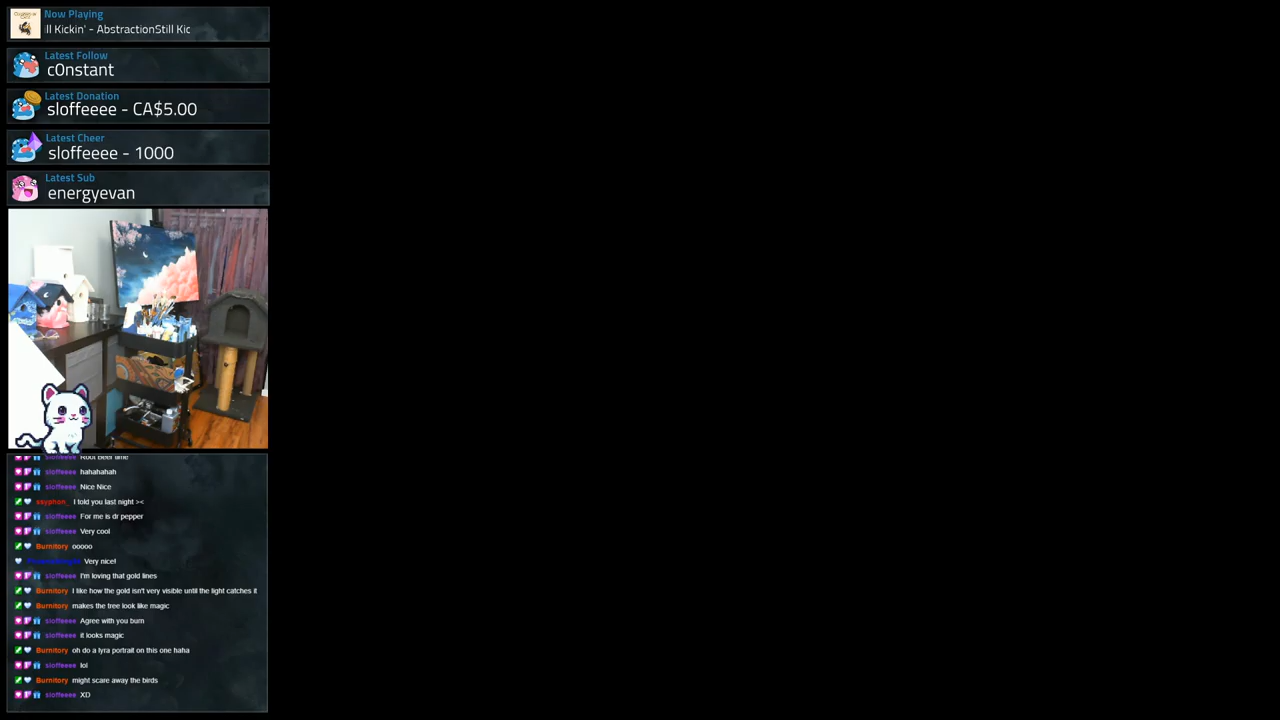 Now Playing
ll Kickin' - AbstractionStill Kic
Latest Follow
c0nstant
Latest Donation
sloffeeee - CA$5.00
Latest Cheer
sloffeeee - 1000
Latest Sub
energyevan
sloffeeee Root Beer time
sloffeeee hahahahah
sloffeeee Nice Nice
ssyphon_ I told you last night ><
sloffeeee For me is dr pepper
sloffeeee Very cool
Burnitory ooooo
Very nice!
sloffeeee I'm loving that gold lines
Burnitory I like how the gold isn't very visible until the light catches it
Burnitory makes the tree look like magic
sloffeeee Agree with you burn
sloffeeee it looks magic
Burnitory oh do a lyra portrait on this one haha
sloffeeee lol
Burnitory might scare away the birds
sloffeeee XD